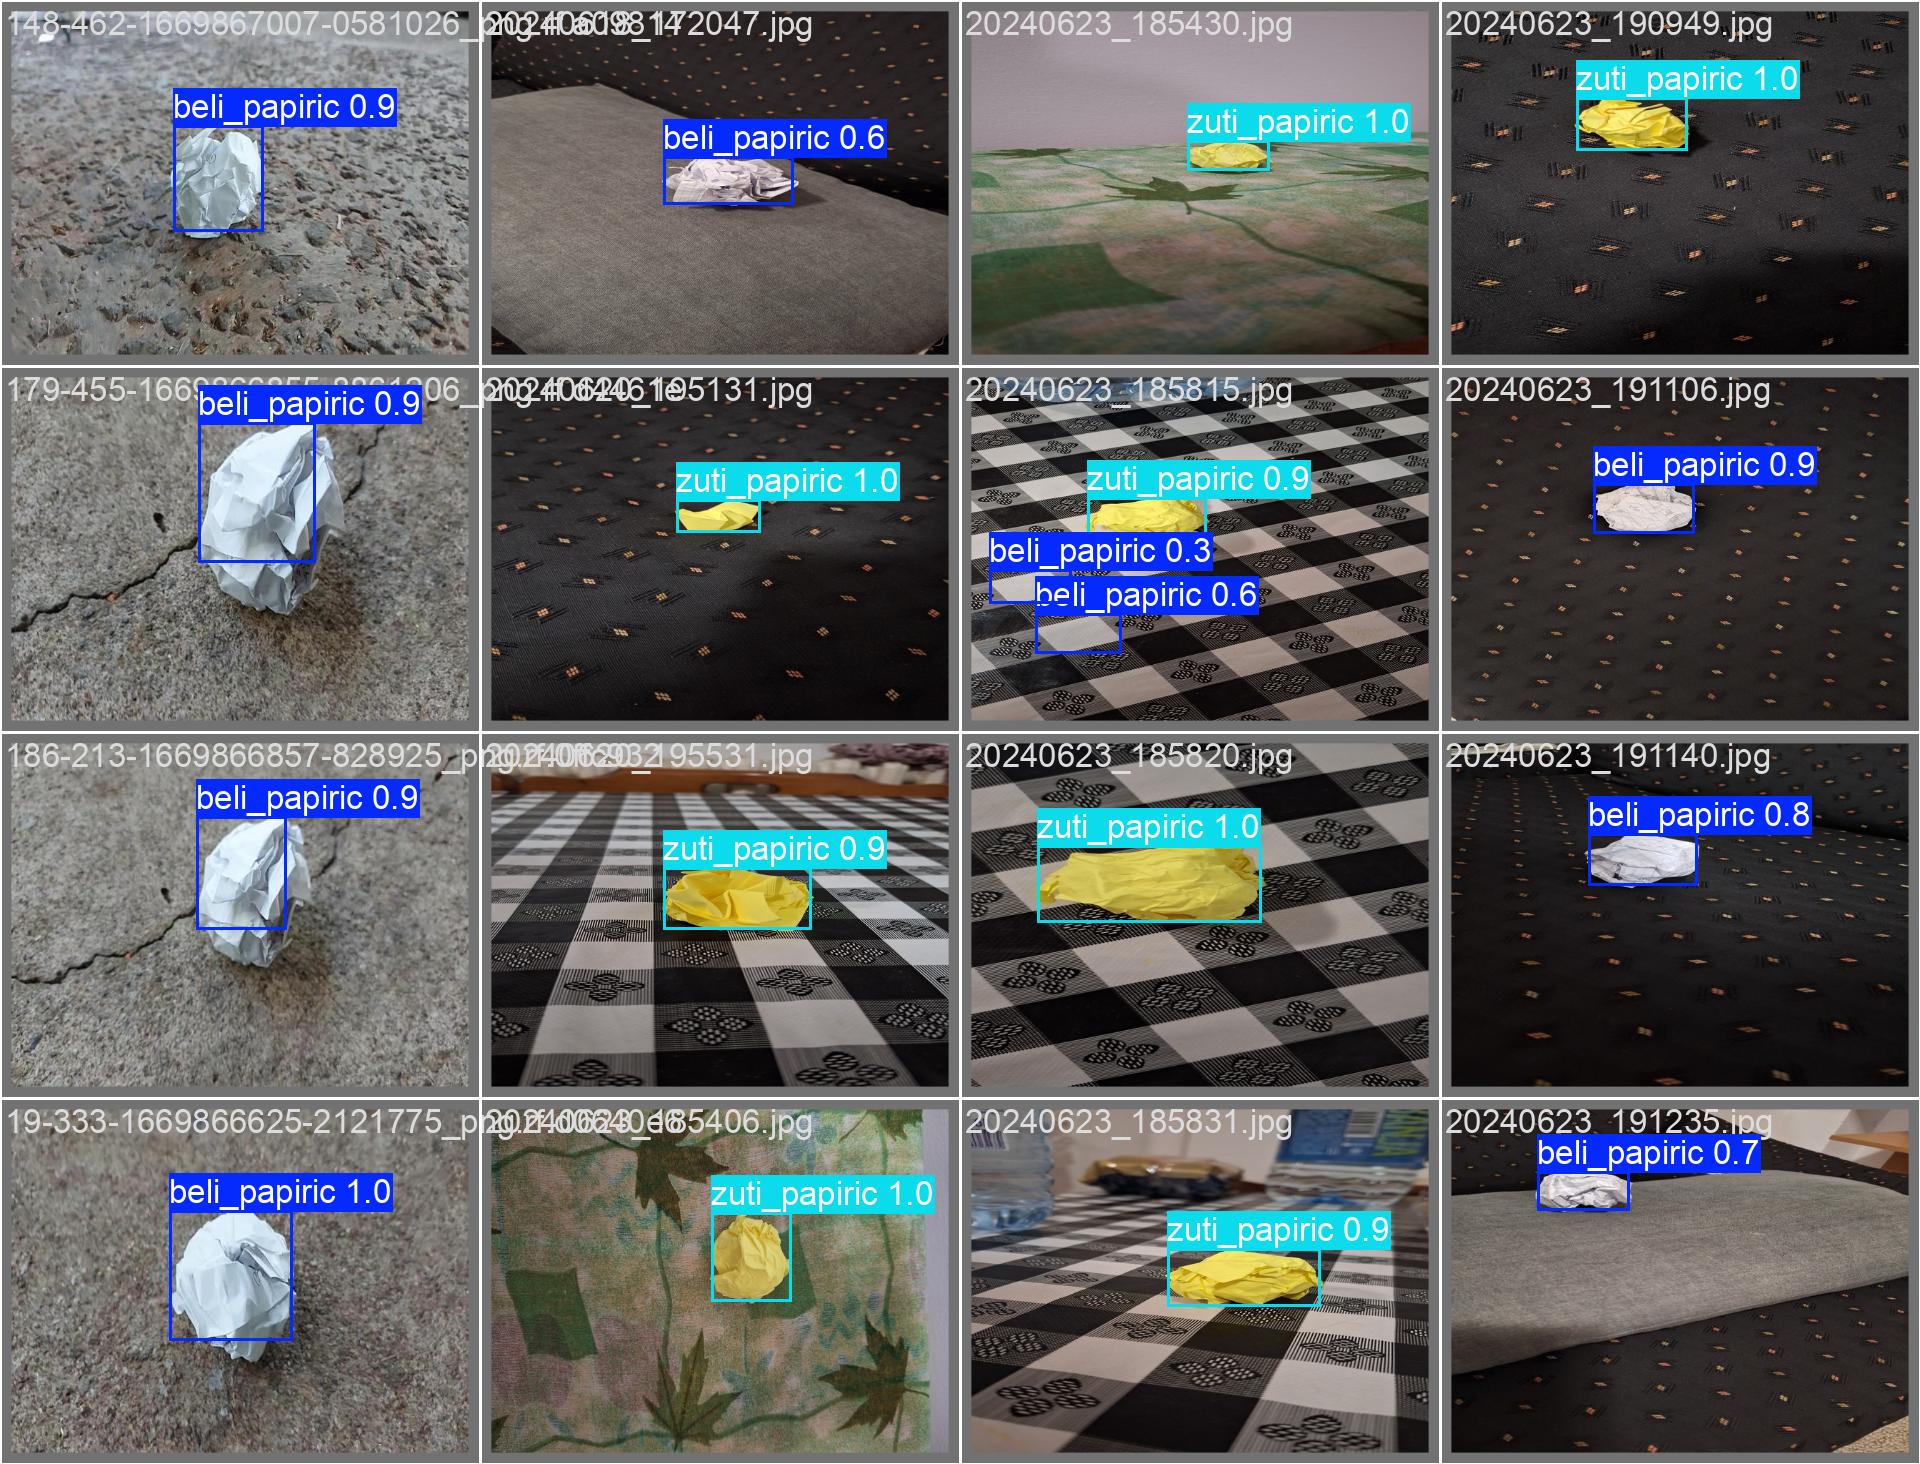 20240623_185430.jpg
20240623_190949.jpg
beli_papiric 0.9
beli_papiric 0.6
zuti_papiric 1.0
zuti_papiric 1.0
20240623_185815.jpg
20240623_191106.jpg
beli_papiric 0.9
zuti_papiric 1.0
zuti_papiric 0.9
beli_papiric 0.9
beli_papiric 0.3
beli_papiric 0.6
20240623_185820.jpg
20240623_191140.jpg
beli_papiric 0.9
zuti_papiric 0.9
zuti_papiric 1.0
beli_papiric 0.8
20240623_185831.jpg
20240623_191235.jpg
beli_papiric 1.0
zuti_papiric 1.0
zuti_papiric 0.9
beli_papiric 0.7